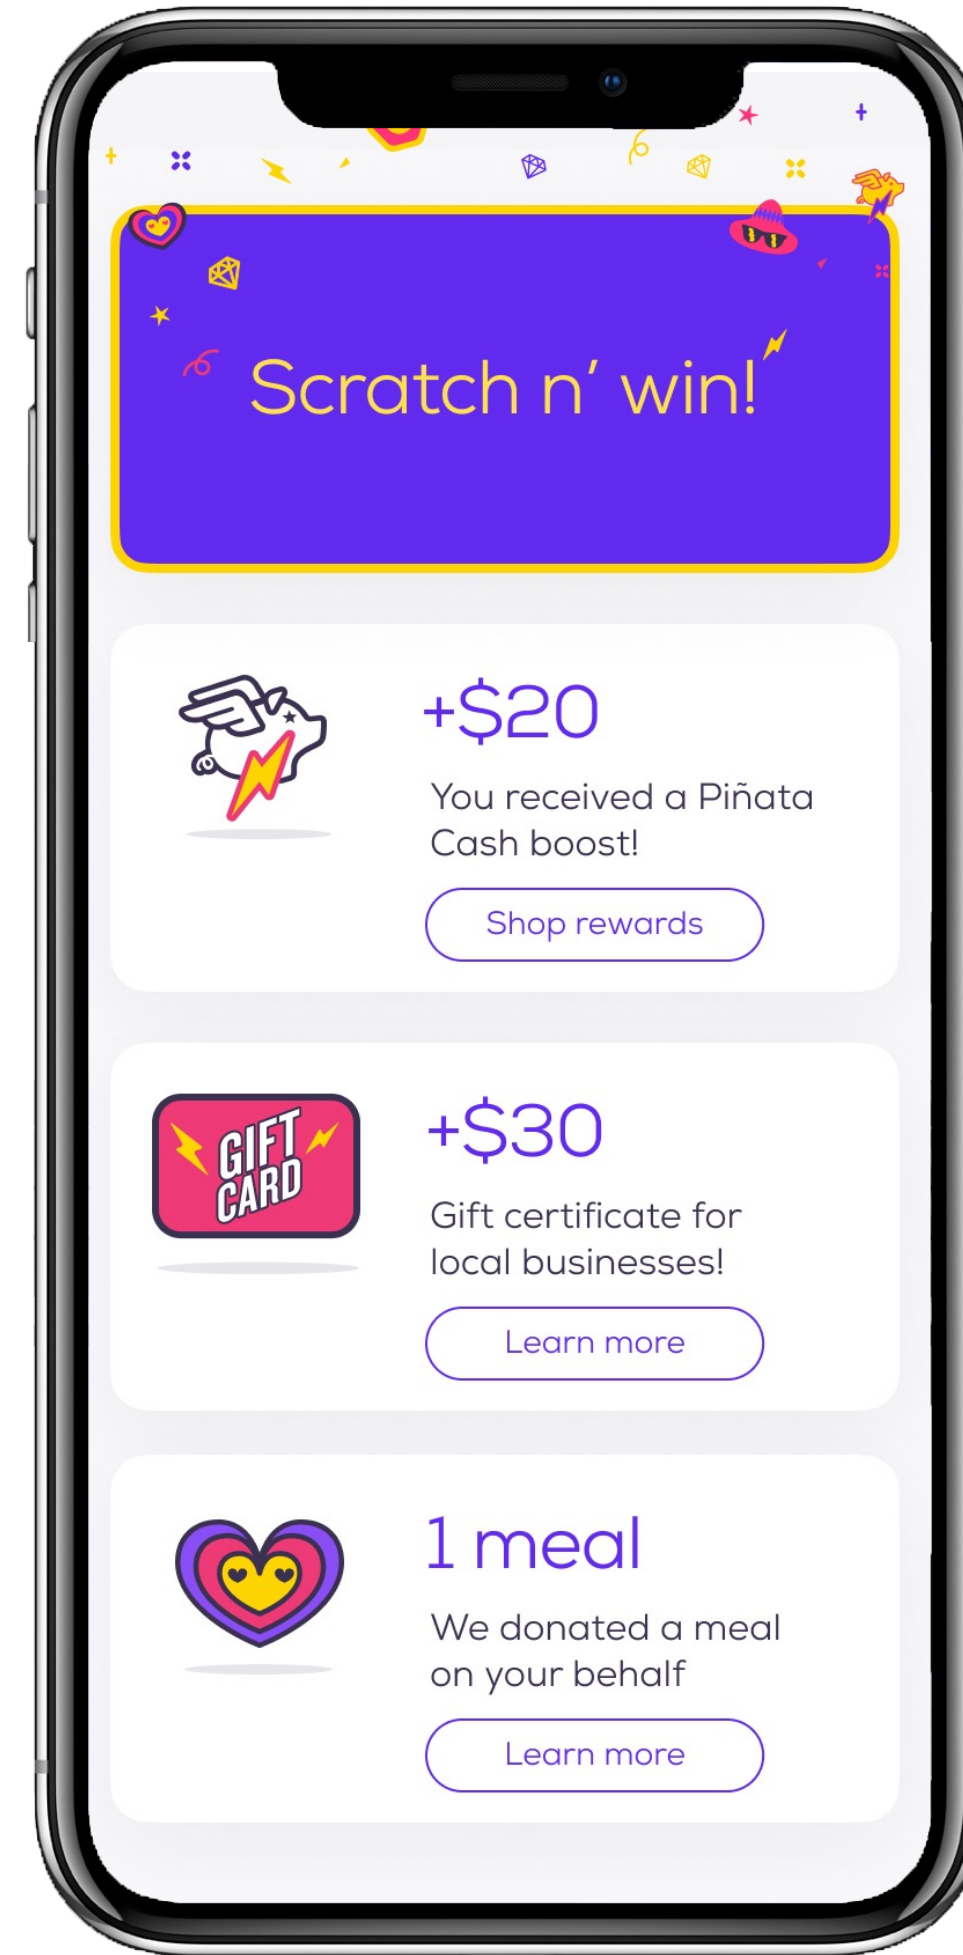 Scratch n’ win!
+$20
You received a Piñata
Cash boost!
Shop rewards
GIFT
CARD
+$30
Gift certificate for
local businesses!
Learn more
1 meal
We donated a meal
on your behalf
Learn more